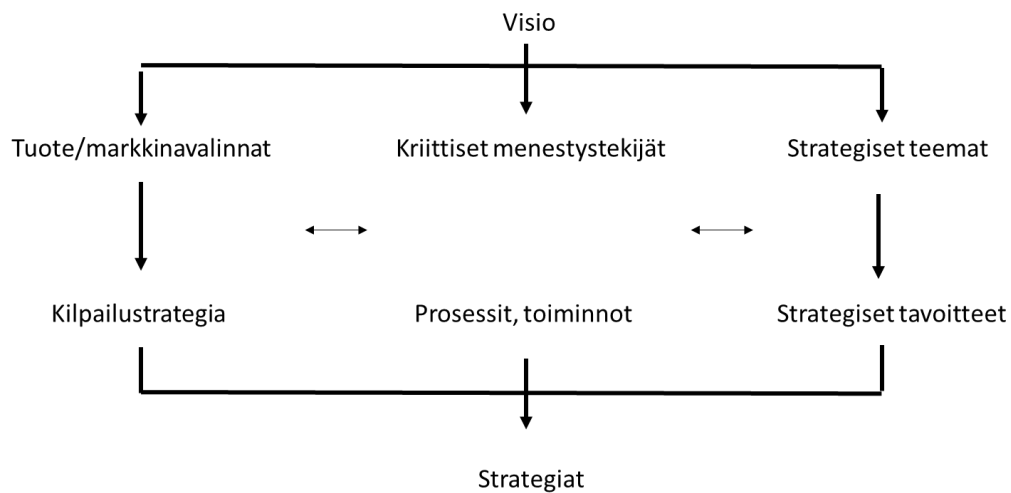 Visio
Tuote/markkinavalinnat
Kriittiset menestystekijät
Strategiset teemat
Kilpailustrategia
Prosessit, toiminnot
Strategiset tavoitteet
Strategiat